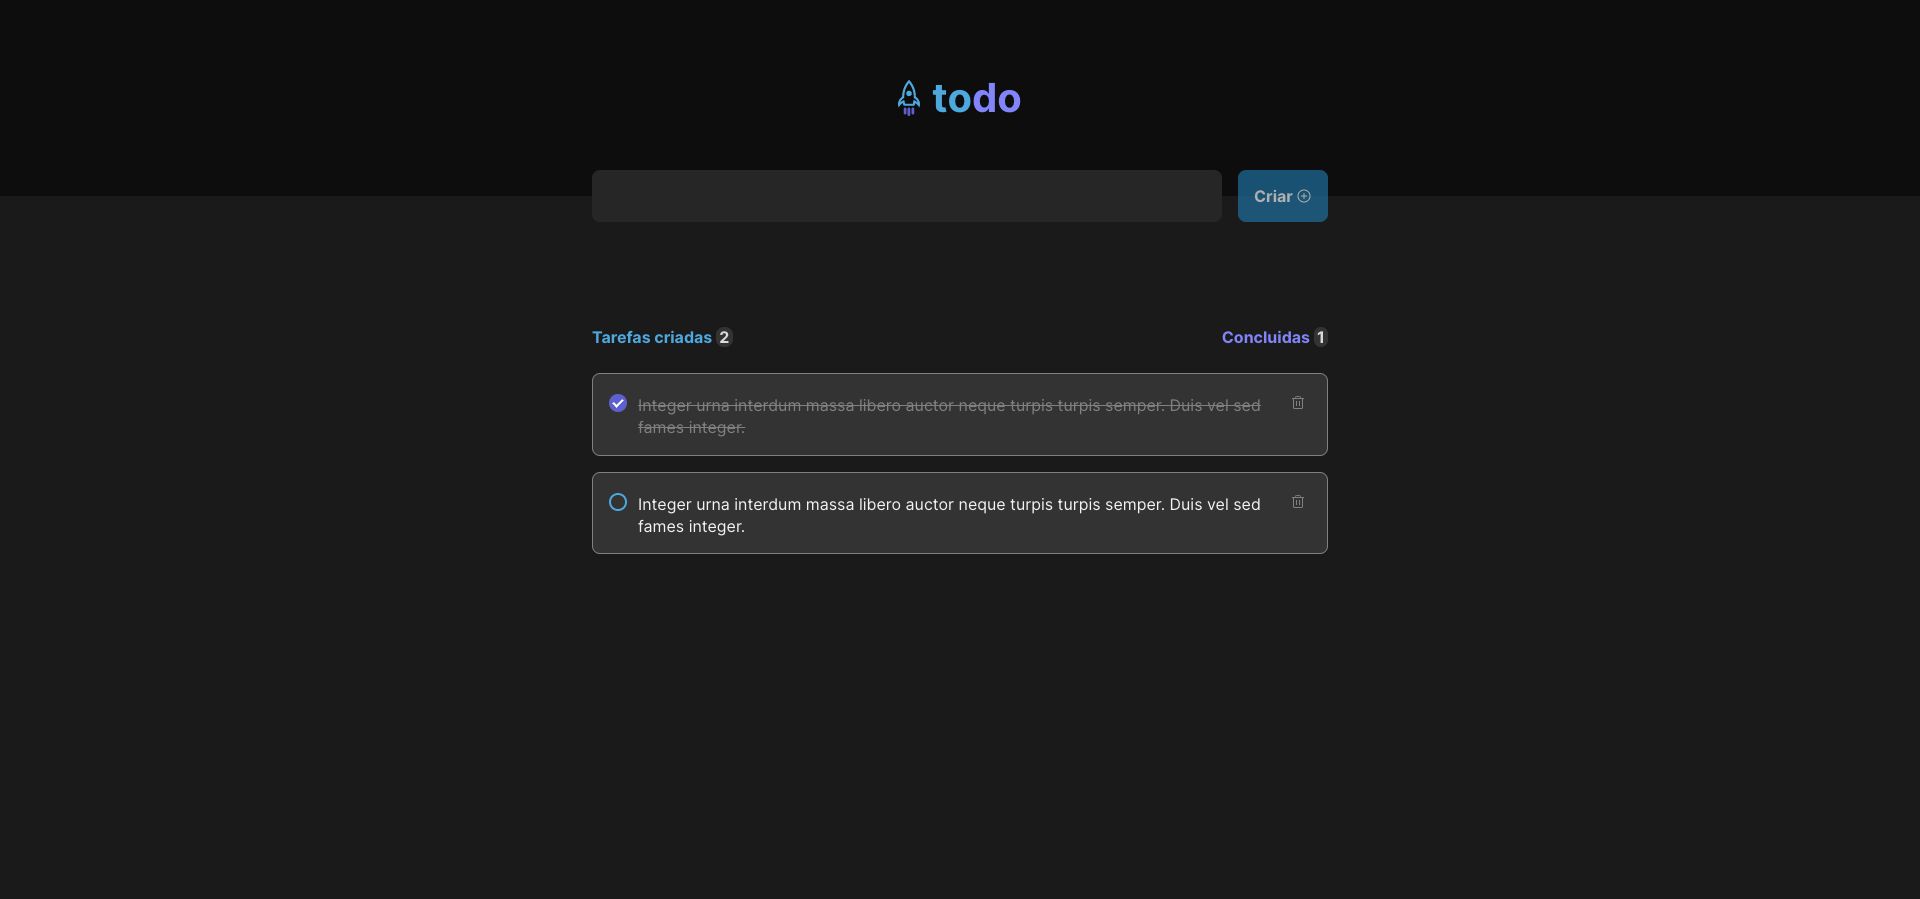 todo
Criar
Tarefas criadas 2
Concluidas 1
Integer urna interdum massa libero auctor neque turpis turpis semper. Duis vel sed
fames integer.
Integer urna interdum massa libero auctor neque turpis turpis semper. Duis vel sed
fames integer.